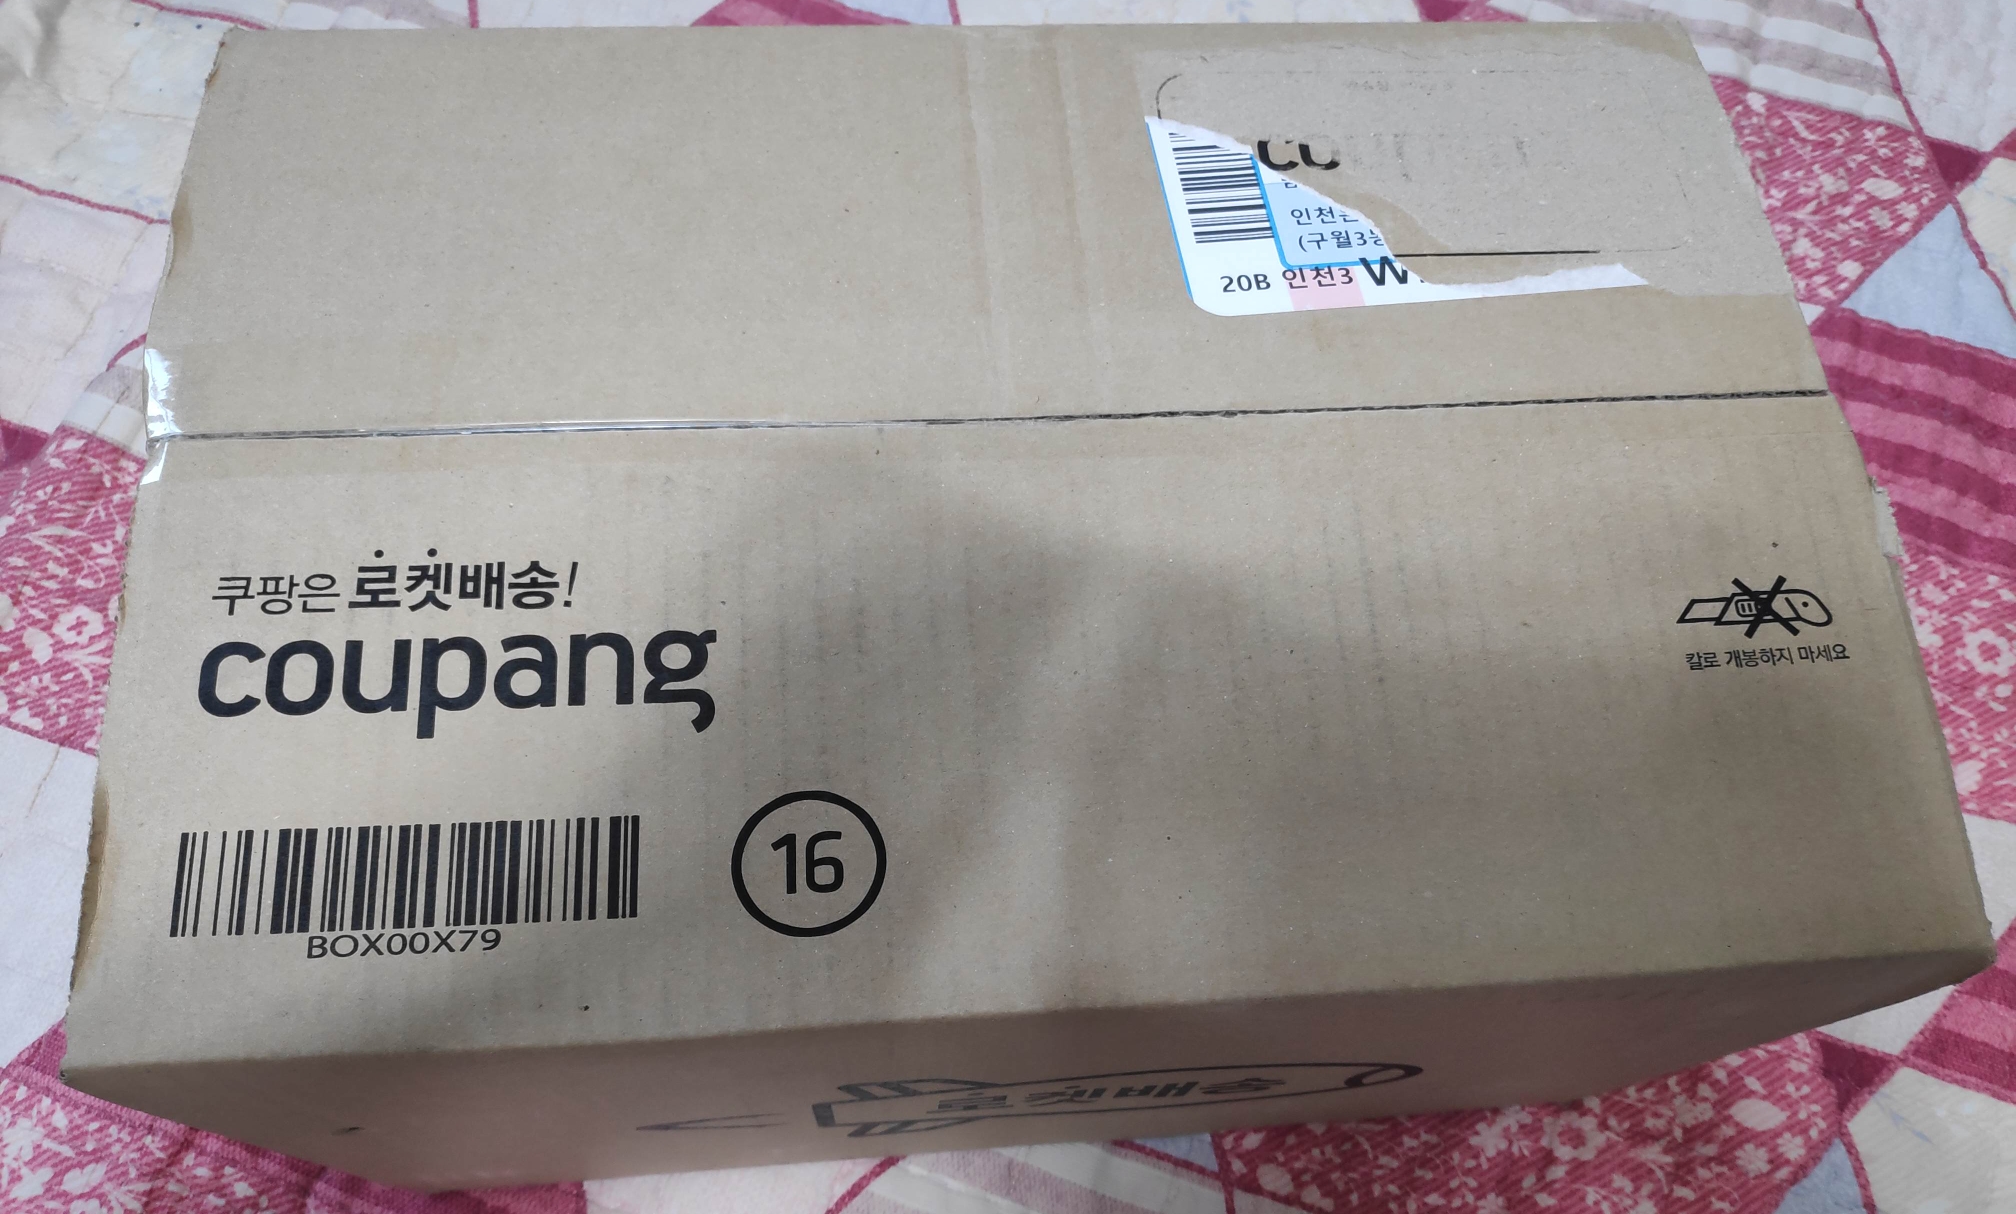 인천
(구월3
20B 인천3 W
쿠팡은 로켓배송!
coupang
칼로 개봉하지 마세요
16
BOX00X79
로켓배송